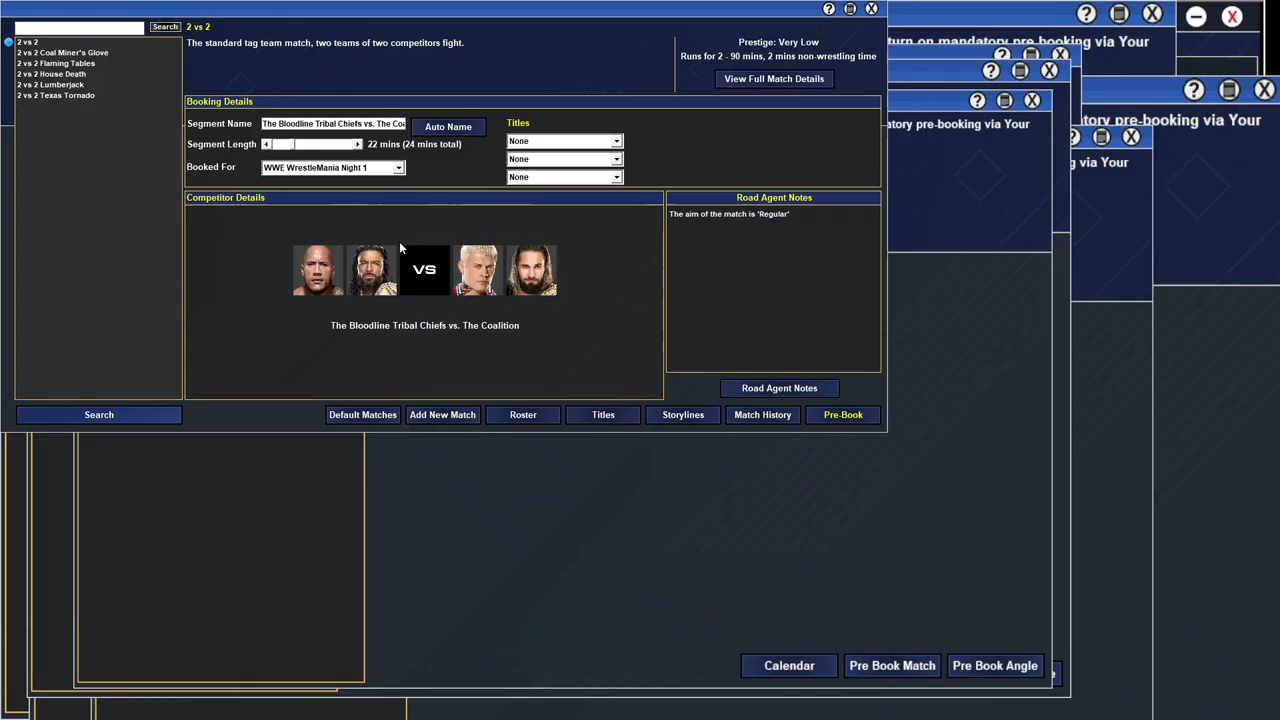 Search
2 vs 2
2 vs 2
2 vs 2 Coal Miner's Glove
2 vs 2 Flaming Tables
2 vs 2 House Death
2 vs 2 Lumberjack
2 vs 2 Texas Tornado
The standard tag team match, two teams of two competitors fight.
Prestige: Very Low
Runs for 2 - 90 mins, 2 mins non-wrestling time
View Full Match Details
Booking Details
Segment Name
The Bloodline Tribal Chiefs vs. The Coa
Auto Name
Segment Length
22 mins (24 mins total)
Booked For
WWE WrestleMania Night 1
Titles
None
None
None
Competitor Details
VS
The Bloodline Tribal Chiefs vs. The Coalition
Road Agent Notes
The aim of the match is 'Regular'
Road Agent Notes
Search
Default Matches
Add New Match
Roster
Titles
Storylines
Match History
Pre-Book
turn on mandatory pre booking via Your
atory pre-booking via Your
tory pre-booking via Your
g via Your
Calendar
Pre Book Match
Pre Book Angle